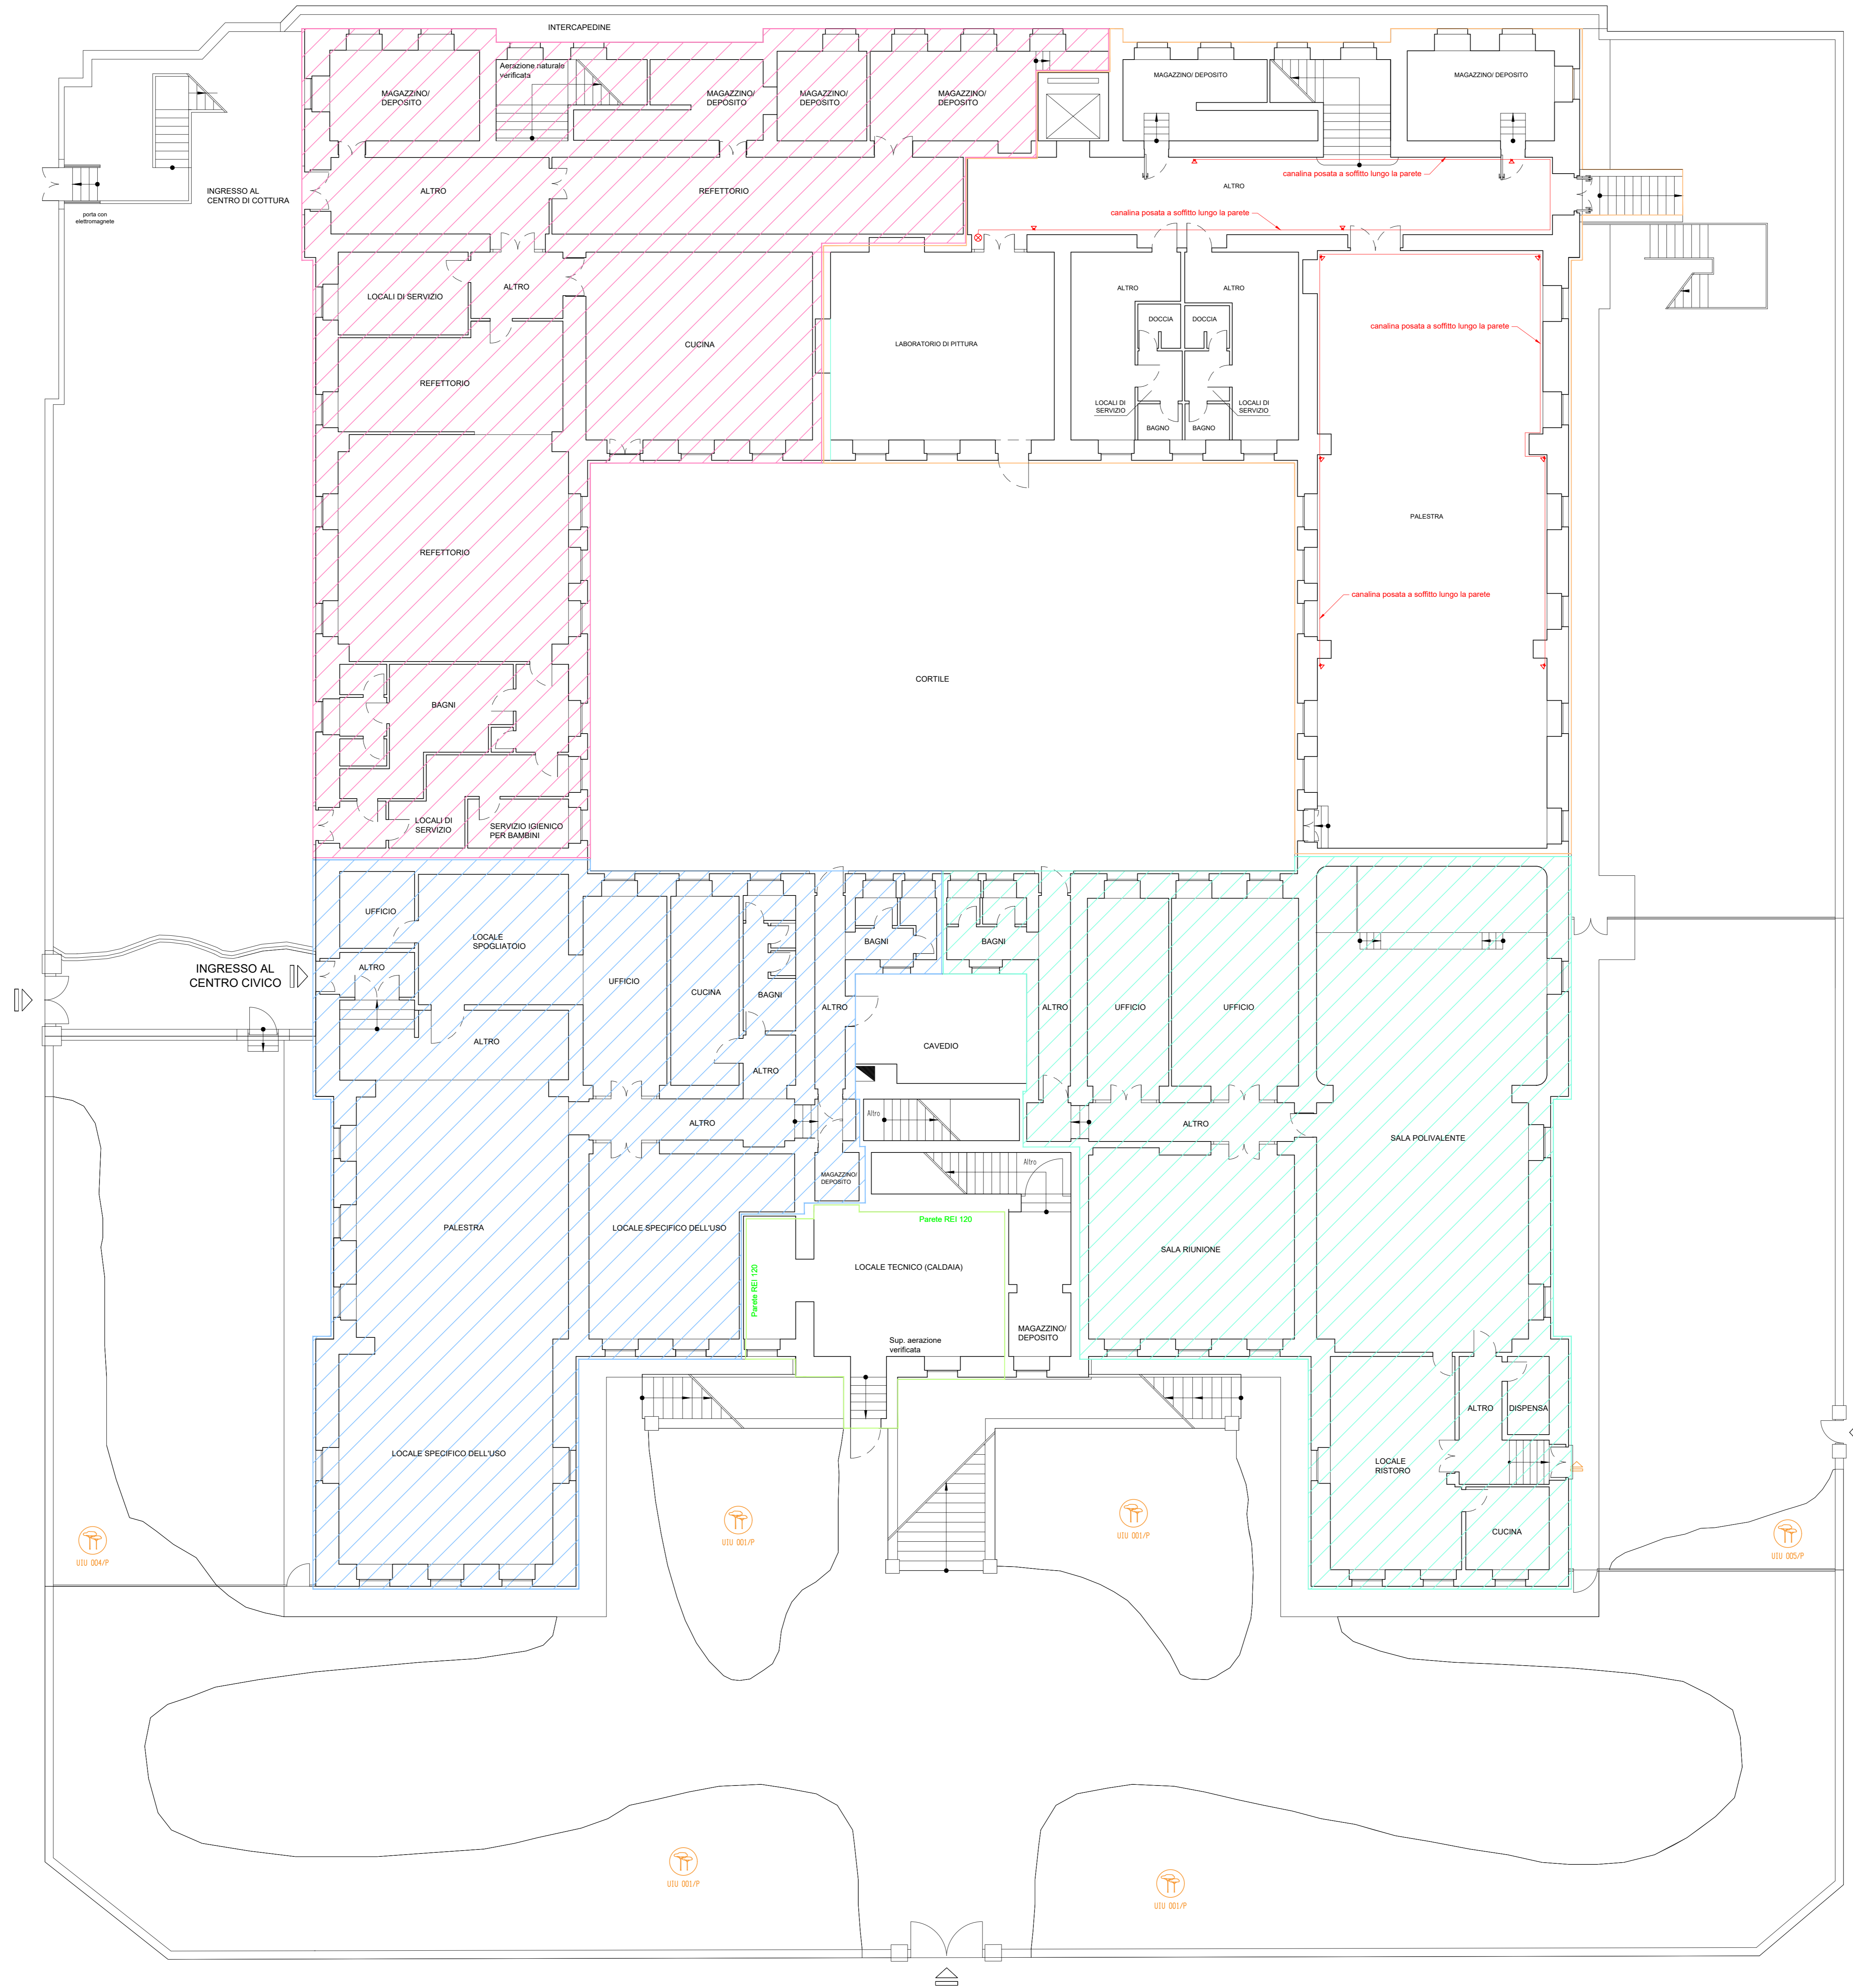 INTERCAPEDINE
Aerazione naturale
verificata
MAGAZZINO/
DEPOSITO
MAGAZZINO/
DEPOSITO
MAGAZZINO/
DEPOSITO
MAGAZZINO/
DEPOSITO
MAGAZZINO/ DEPOSITO
MAGAZZINO/ DEPOSITO
INGRESSO AL
CENTRO DI COTTURA
porta con
elettromagnete
ALTRO
REFETTORIO
ALTRO
canalina posata a soffitto lungo la parete
canalina posata a soffitto lungo la parete
LOCALI DI SERVIZIO
ALTRO
ALTRO
ALTRO
DOCCIA
DOCCIA
canalina posata a soffitto lungo la parete
CUCINA
LABORATORIO DI PITTURA
REFETTORIO
LOCALI DI
SERVIZIO
LOCALI DI
SERVIZIO
BAGNO
BAGNO
PALESTRA
REFETTORIO
canalina posata a soffitto lungo la parete
CORTILE
BAGNI
LOCALI DI
SERVIZIO
SERVIZIO IGIENICO
PER BAMBINI
UFFICIO
LOCALE
SPOGLIATOIO
BAGNI
BAGNI
INGRESSO AL
CENTRO CIVICO
ALTRO
UFFICIO
CUCINA
BAGNI
ALTRO
ALTRO
UFFICIO
UFFICIO
ALTRO
CAVEDIO
ALTRO
ALTRO
Altro
ALTRO
SALA POLIVALENTE
Altro
MAGAZZINO/
DEPOSITO
PALESTRA
LOCALE SPECIFICO DELL'USO
Parete REI 120
SALA RIUNIONE
LOCALE TECNICO (CALDAIA)
Parete REI 120
Sup. aerazione
verificata
MAGAZZINO/
DEPOSITO
ALTRO
DISPENSA
LOCALE SPECIFICO DELL'USO
LOCALE
RISTORO
CUCINA
UIU 004/P
UIU 001/P
UIU 001/P
UIU 005/P
UIU 001/P
UIU 001/P